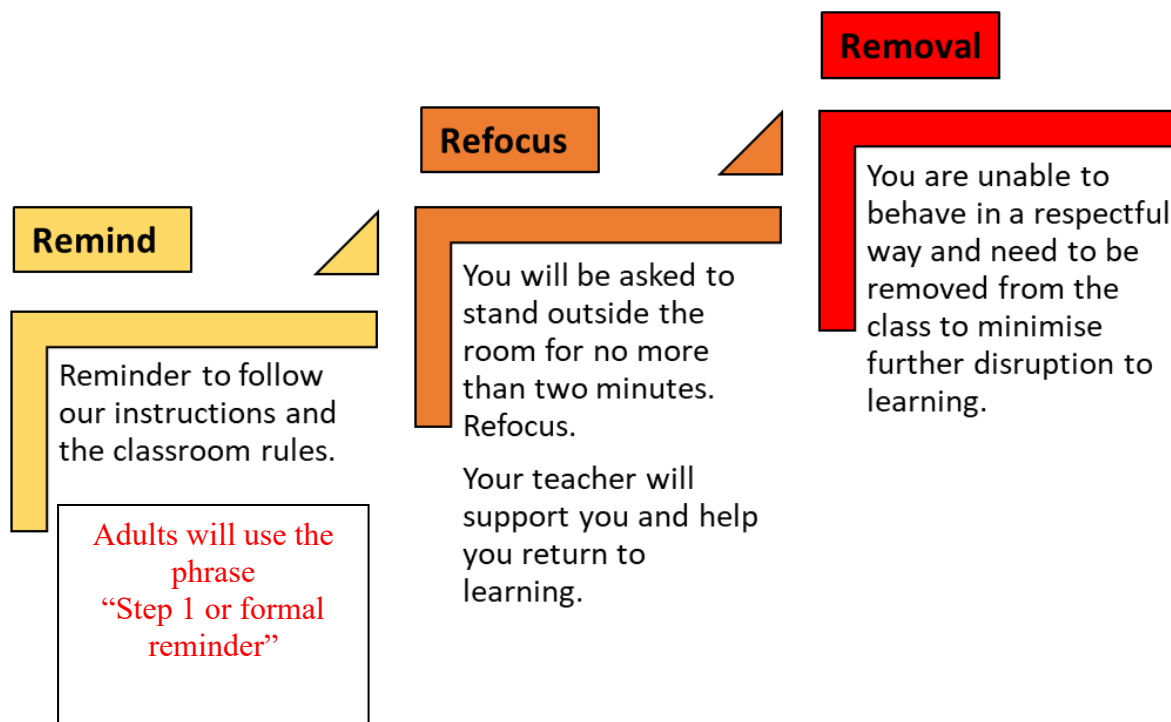 Remind
Reminder to follow
our instructions and
the classroom rules.
Adults will use the
phrase
“Step 1 or formal
reminder”
Refocus
You will be asked to
stand outside the
room for no more
than two minutes.
Refocus.
Your teacher will
support you and help
you return to
learning.
Removal
You are unable to
behave in a respectful
way and need to be
removed from the
class to minimise
further disruption to
learning.